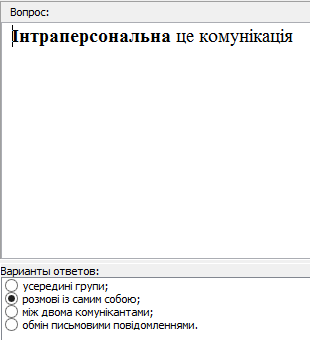 Вопрос:
Інтраперсональна це комунікація
Варианты ответов:
усередині групи;
розмові із самим собою;
між двома комунікантами;
обмін письмовими повідомленнями.